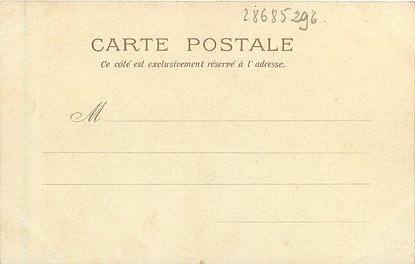 28685296.
CARTE POSTALE
Ce côté est exclusivement réservé à l'adresse.
M